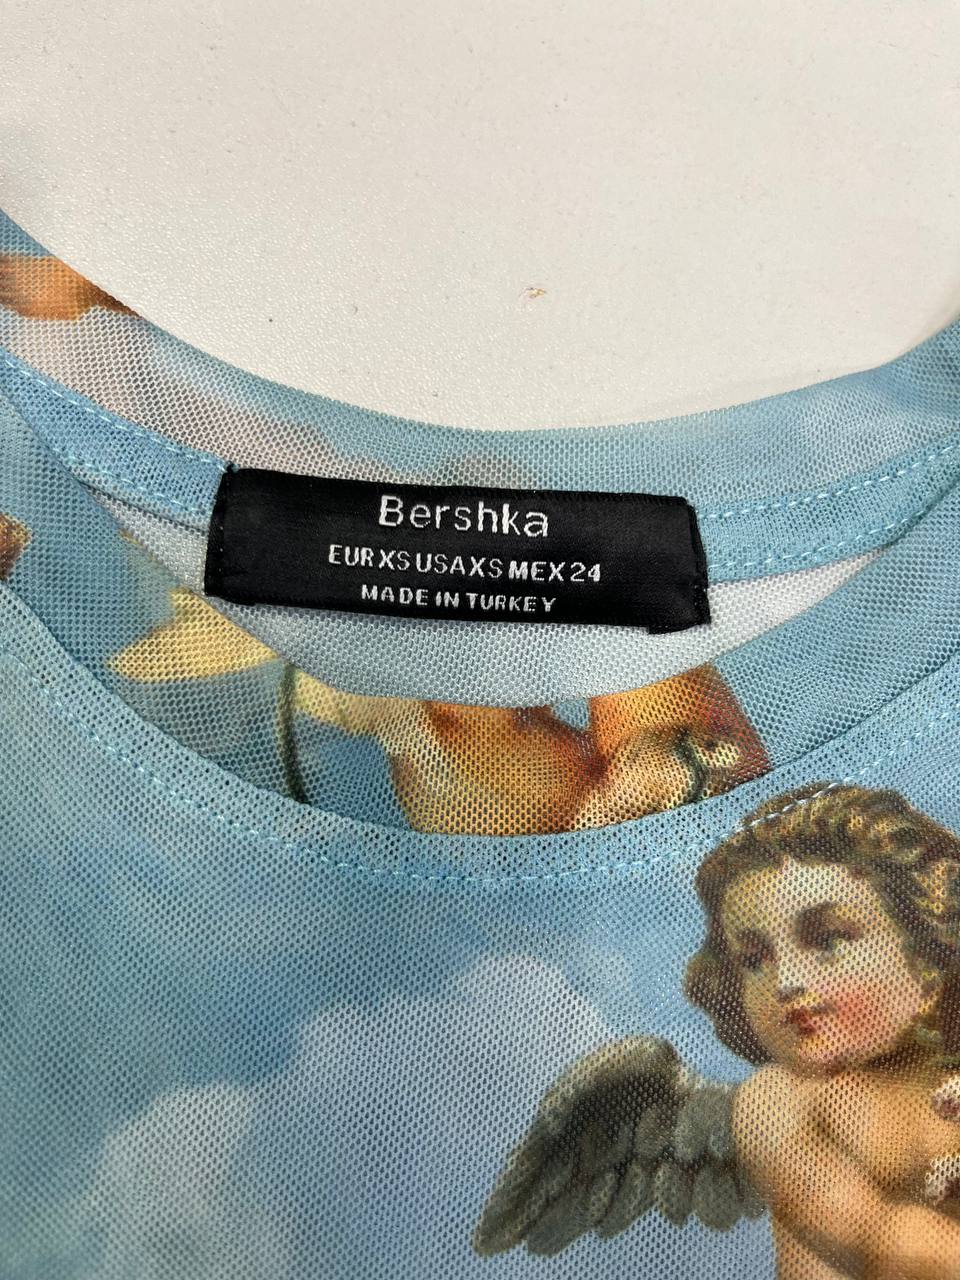 Bershka
EUR XS USA XS MEX 24
MADE IN TURKEY